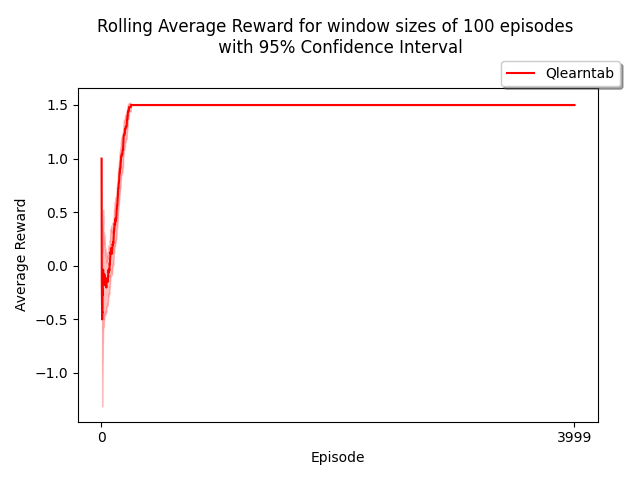 Rolling Average Reward for window sizes of 100 episodes
with 95% Confidence Interval
Qlearntab
1.5
1.0
0.5
0.0
−0.5
−1.0
Average Reward
0
3999
Episode